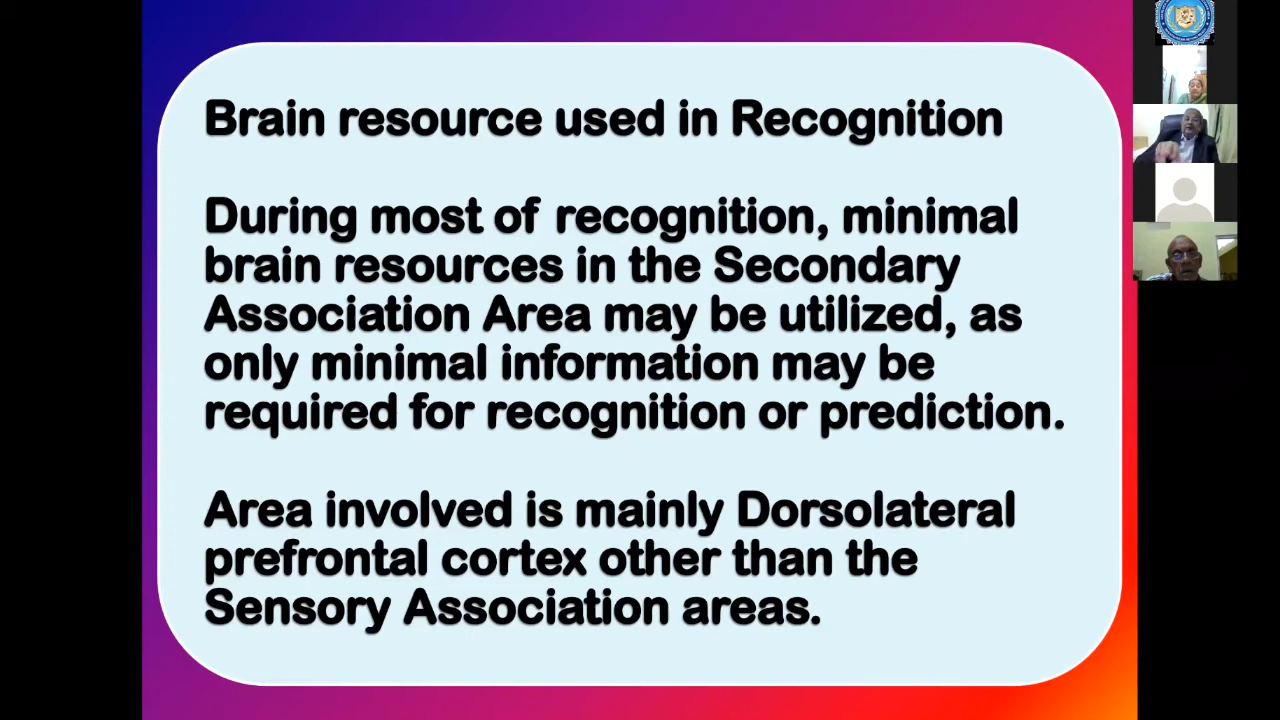 Brain resource used in Recognition
During most of recognition, minimal
brain resources in the Secondary
Association Area may be utilized, as
only minimal information may be
required for recognition or prediction.
Area involved is mainly Dorsolateral
prefrontal cortex other than the
Sensory Association areas.